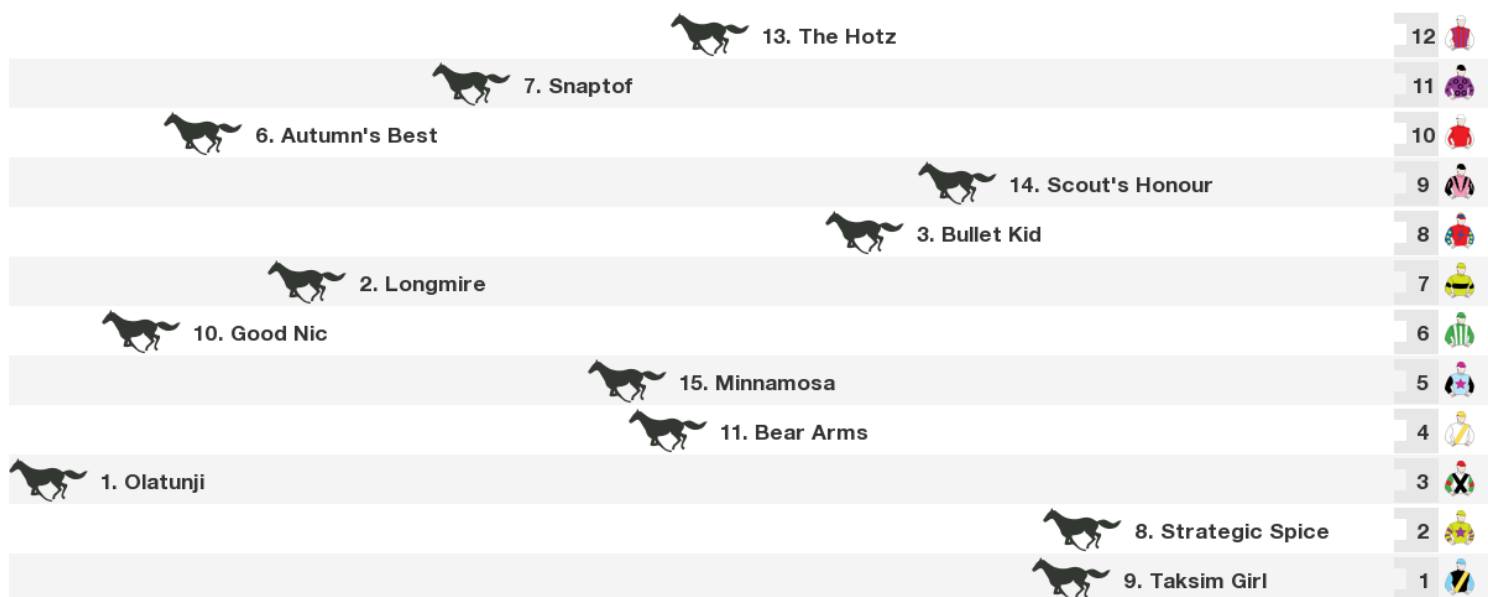 13. The Hotz 12
7. Snaptof 11
6. Autumn's Best 10
14. Scout's Honour 9
3. Bullet Kid 8
2. Longmire 7
10. Good Nic 6
15. Minnamosa 5
11. Bear Arms 4
1. Olatunji 3
8. Strategic Spice 2
9. Taksim Girl 1